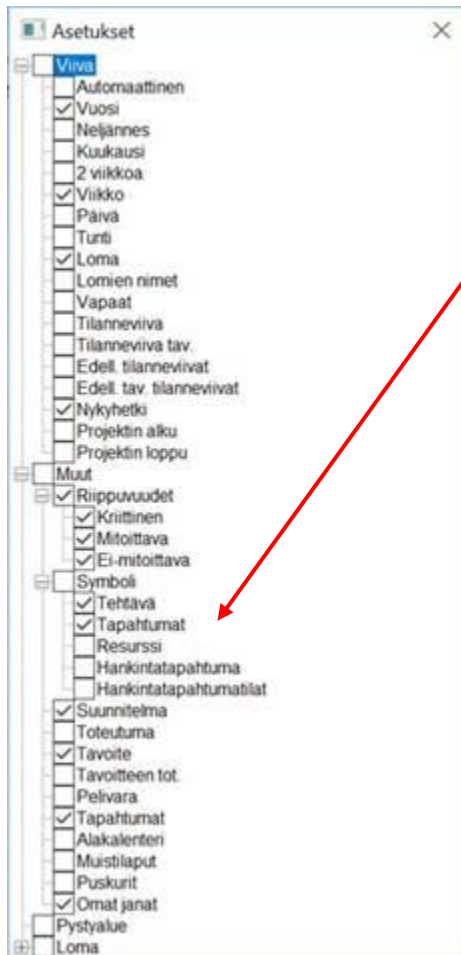 Asetukset
Viiva
Automaattinen
Vuosi
Neljännes
Kuukausi
2 viikkoa
Viikko
Päivä
Tunti
Loma
Lomien nimet
Vapaat
Tilanneviiva
Tilanneviiva tav.
Edell. tilanneviivat
Edell. tav. tilanneviivat
Nykyhetki
Projektin alku
Projektin loppu
Muut
Riippuvuudet
Kriittinen
Mitoittava
Ei-mitoittava
Symboli
Tehtävä
Tapahtumat
Resurssi
Hankintatapahtuma
Hankintatapahtumatilat
Suunnitelma
Toteutuma
Tavoite
Tavoitteen tot.
Pelivara
Tapahtumat
Alakalenteri
Muistilaput
Puskurit
Omat janat
Pystyalue
Loma